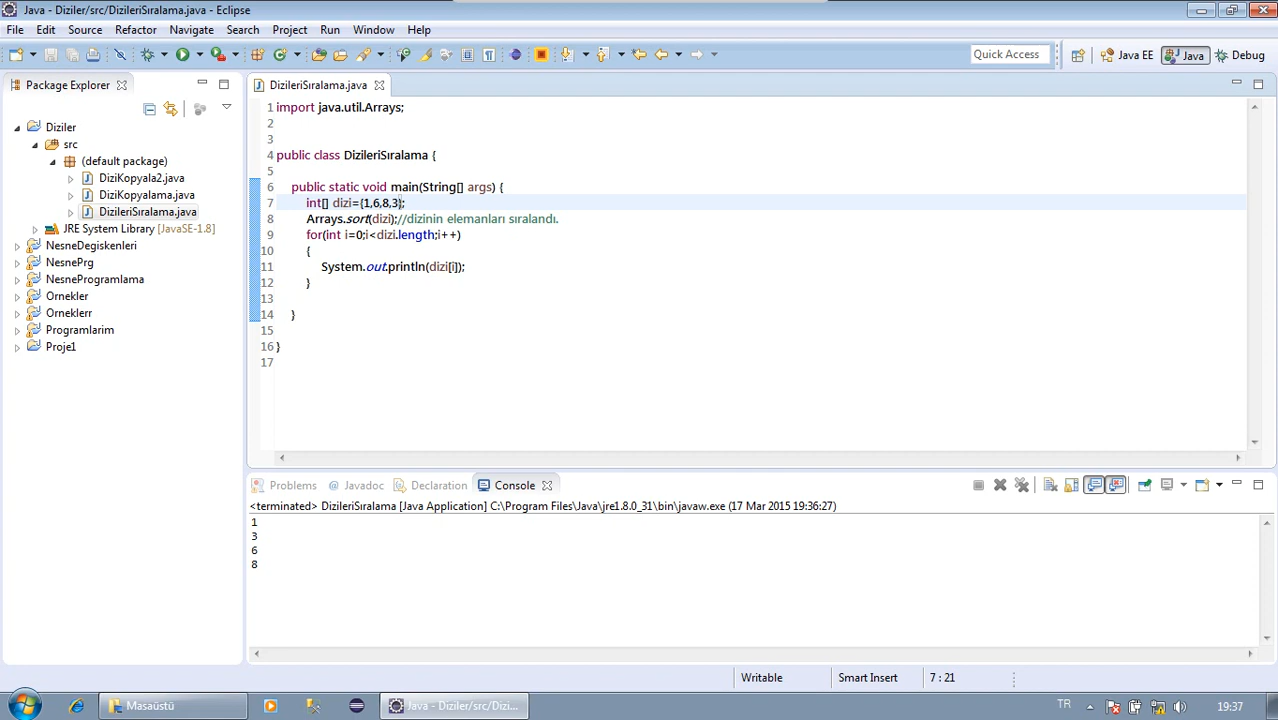 Java - Diziler/src/DizileriSıralama.java - Eclipse
File Edit Source Refactor Navigate Search Project Run Window Help
Quick Access Java EE Java Debug
Package Explorer
Diziler
src
(default package)
DiziKopyala2.java
DiziKopyalama.java
DizileriSıralama.java
JRE System Library [JavaSE-1.8]
NesneDegiskenleri
NesnePrg
NesneProgramlama
Ornekler
Orneklerr
Programlarim
Proje1
DizileriSıralama.java
1 import java.util.Arrays;
2
3
4 public class DizileriSıralama {
5
6 public static void main(String[] args) {
7 int[] dizi={1,6,8,3};
8 Arrays.sort(dizi);//dizinin elemanları sıralandı.
9 for(int i=0;i<dizi.length;i++)
10 {
11 System.out.println(dizi[i]);
12 }
13
14 }
15
16 }
17
Problems @ Javadoc Declaration Console
<terminated> DizileriSıralama [Java Application] C:\Program Files\Java\jre1.8.0_31\bin\javaw.exe (17 Mar 2015 19:36:27)
1
3
6
8
Writable Smart Insert 7 : 21
Masaüstü Java - Diziler/src/Dizi... TR 19:37